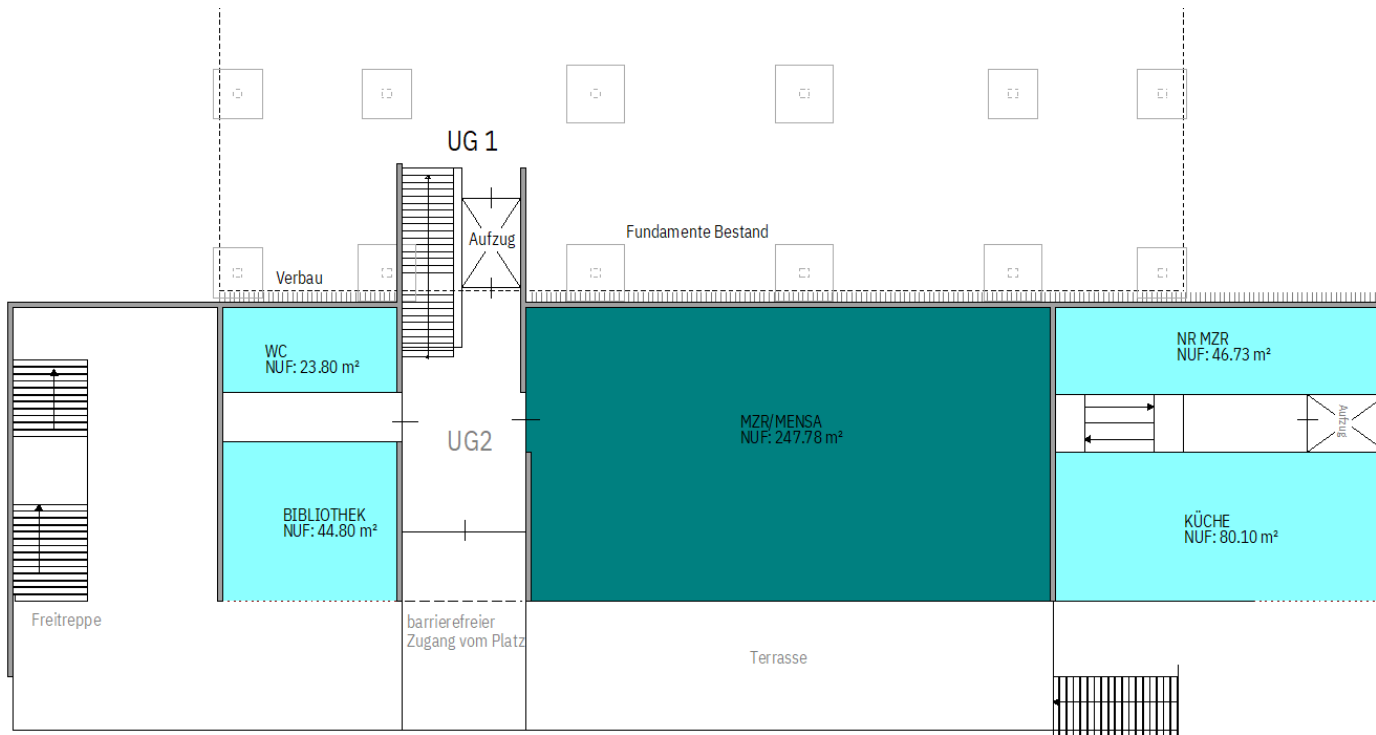 UG 1
Aufzug
Fundamente Bestand
Verbau
WC
NUF: 23.80 m²
NR MZR
NUF: 46.73 m²
MZR/MENSA
NUF: 247.78 m²
Aufzug
UG2
BIBLIOTHEK
NUF: 44.80 m²
KÜCHE
NUF: 80.10 m²
Freitreppe
barrierefreier
Zugang vom Platz
Terrasse